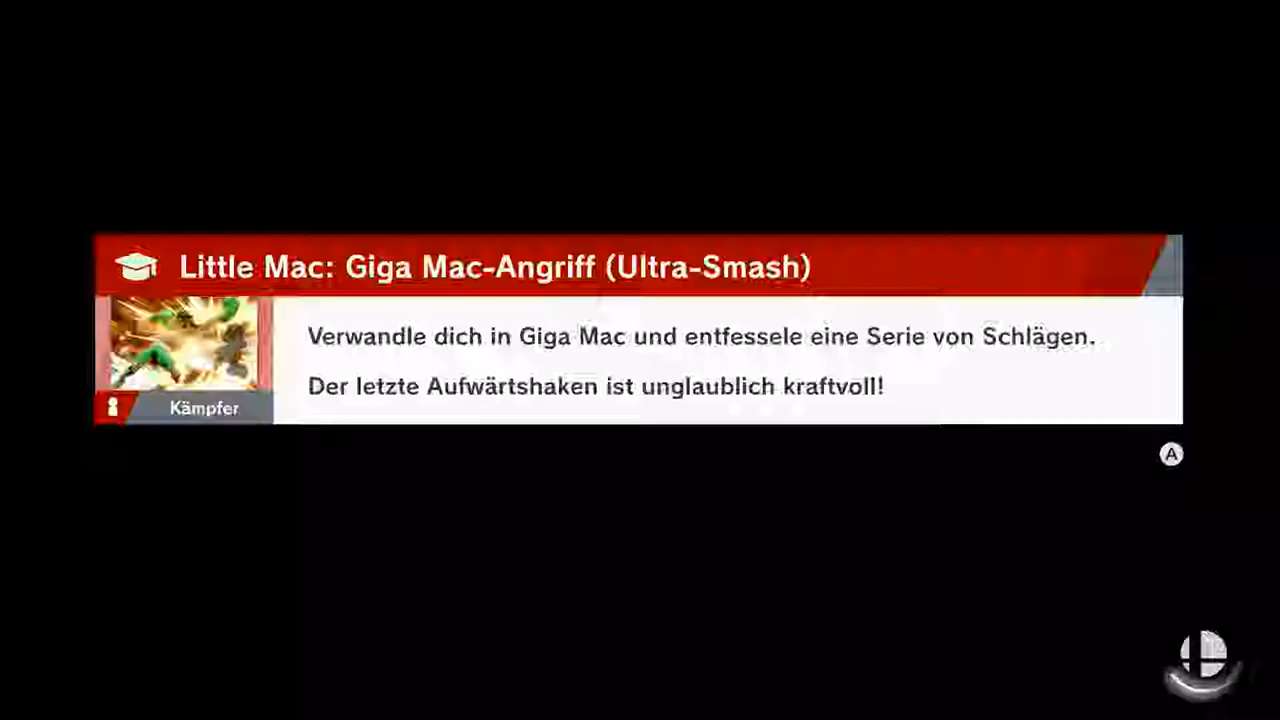 Little Mac: Giga Mac-Angriff (Ultra-Smash)
Verwandle dich in Giga Mac und entfessele eine Serie von Schlägen.
Der letzte Aufwärtshaken ist unglaublich kraftvoll!
Kämpfer
A